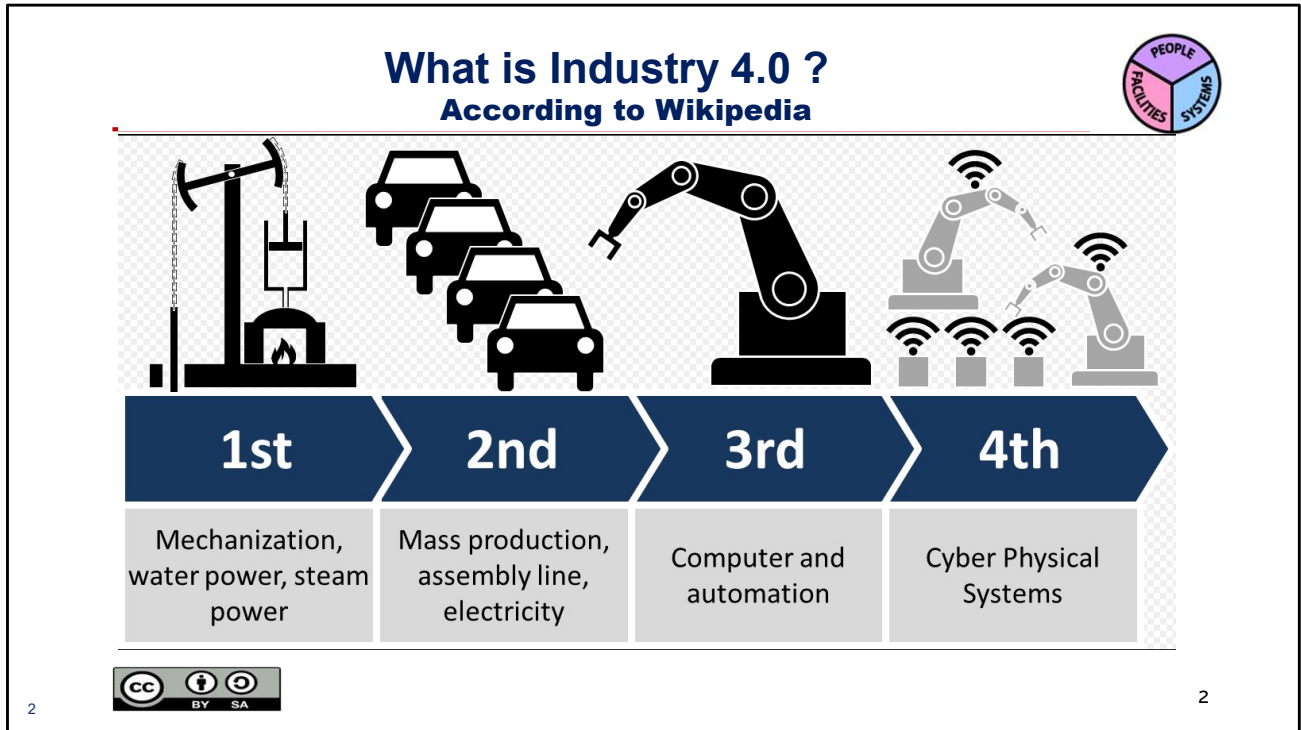 What is Industry 4.0 ?
According to Wikipedia
PEOPLE
FACILITIES
SYSTEMS
1st
2nd
3rd
4th
Mechanization,
water power, steam
power
Mass production,
assembly line,
electricity
Computer and
automation
Cyber Physical
Systems
cc
BY SA
2
2